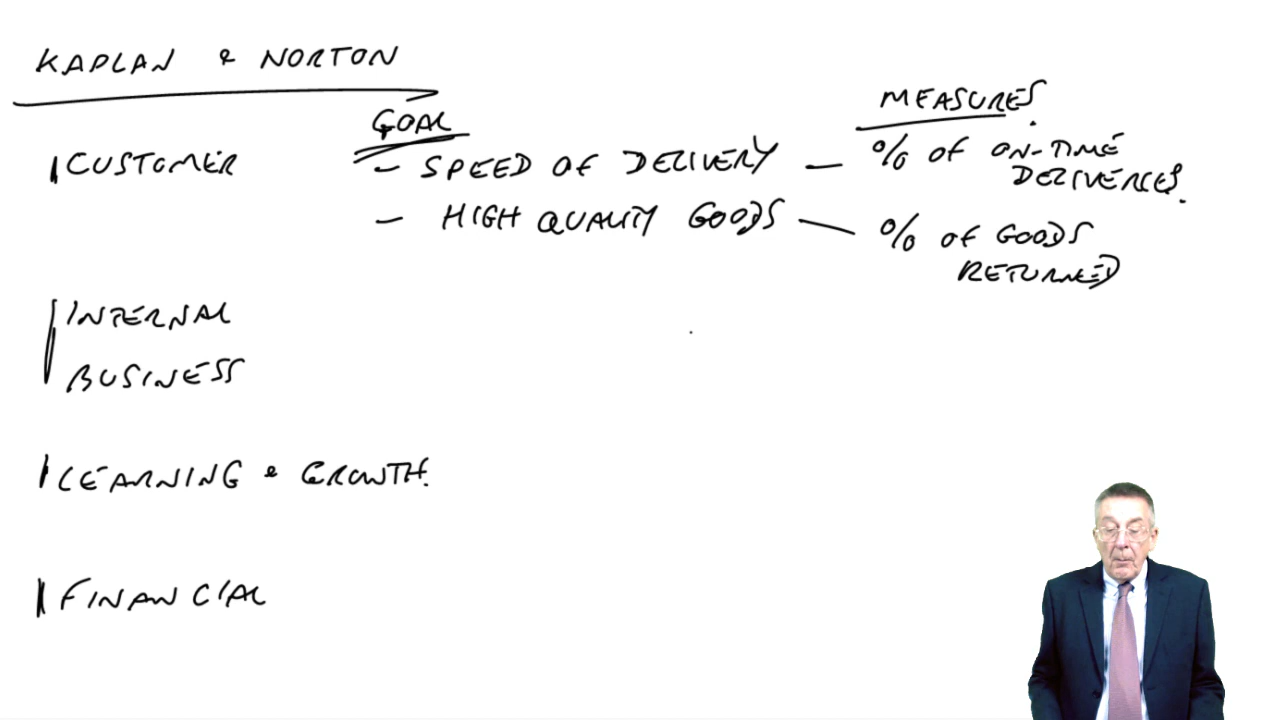 KAPLAN & NORTON
GOAL
MEASURES.
CUSTOMER
- SPEED OF DELIVERY - % OF ON-TIME
DELIVERIES.
- HIGH QUALITY GOODS - % OF GOODS
RETURNED
INTERNAL
BUSINESS
LEARNING & GROWTH.
FINANCIAL